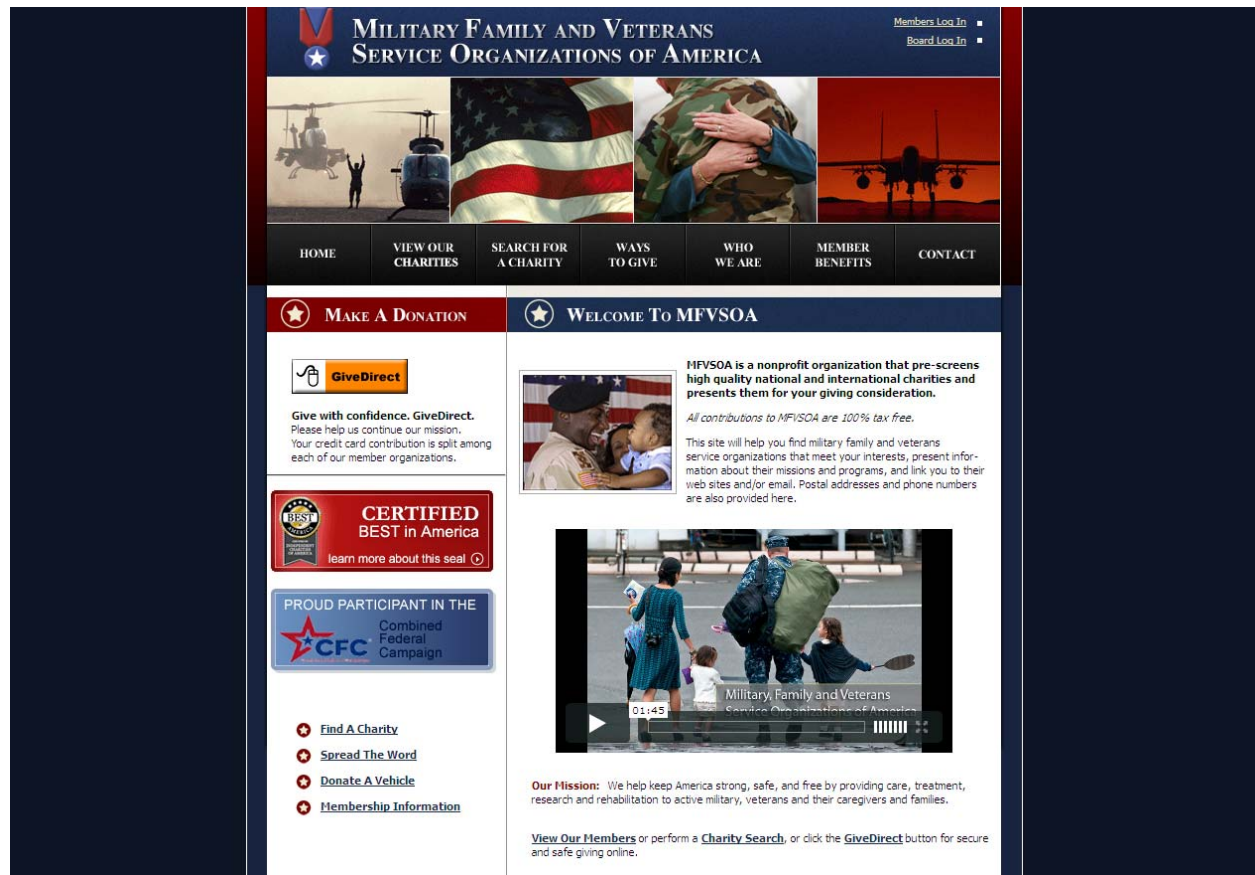 MILITARY FAMILY AND VETERANS
SERVICE ORGANIZATIONS OF AMERICA
Members Log In
Board Log In
HOME
VIEW OUR
CHARITIES
SEARCH FOR
A CHARITY
WAYS
TO GIVE
WHO
WE ARE
MEMBER
BENEFITS
CONTACT
MAKE A DONATION
GiveDirect
Give with confidence. GiveDirect.
Please help us continue our mission.
Your credit card contribution is split among
each of our member organizations.
BEST
CERTIFIED
BEST in America
learn more about this seal
PROUD PARTICIPANT IN THE
CFC
Combined
Federal
Campaign
Find A Charity
Spread The Word
Donate A Vehicle
Membership Information
WELCOME TO MFVSOA
MFVSOA is a nonprofit organization that pre-screens
high quality national and international charities and
presents them for your giving consideration.
All contributions to MFVSOA are 100% tax free.
This site will help you find military family and veterans
service organizations that meet your interests, present infor-
mation about their missions and programs, and link you to their
web sites and/or email. Postal addresses and phone numbers
are also provided here.
Military, Family and Veterans
Service Organizations of America
01:45
Our Mission: We help keep America strong, safe, and free by providing care, treatment,
research and rehabilitation to active military, veterans and their caregivers and families.
View Our Members or perform a Charity Search, or click the GiveDirect button for secure
and safe giving online.